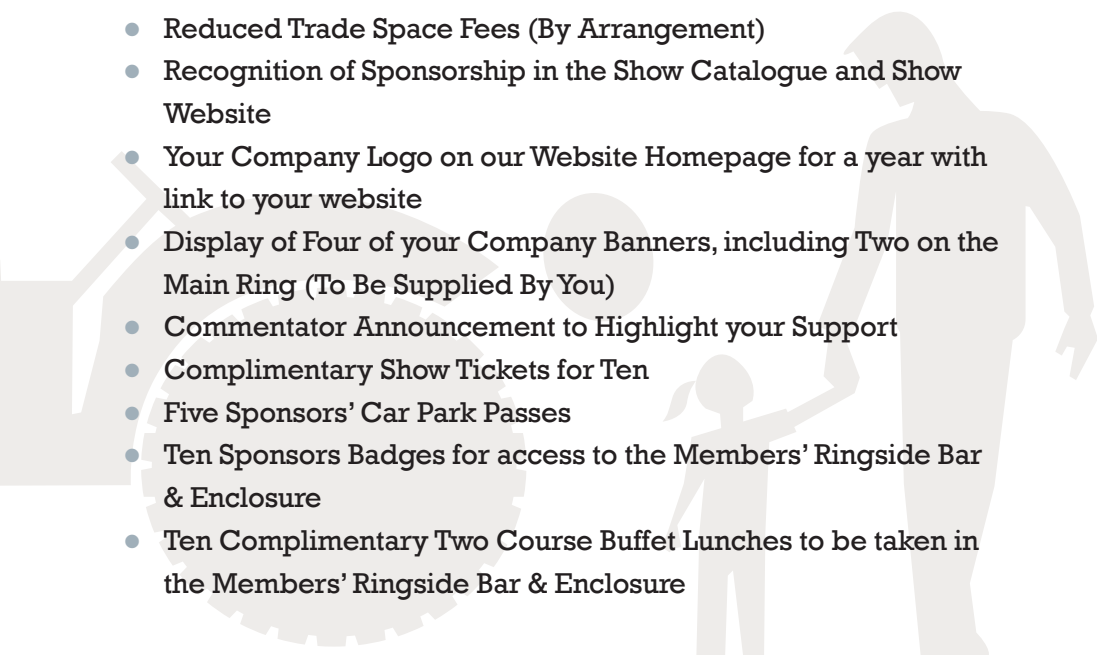 ● Reduced Trade Space Fees (By Arrangement)
● Recognition of Sponsorship in the Show Catalogue and Show
Website
● Your Company Logo on our Website Homepage for a year with
link to your website
● Display of Four of your Company Banners, including Two on the
Main Ring (To Be Supplied By You)
● Commentator Announcement to Highlight your Support
● Complimentary Show Tickets for Ten
● Five Sponsors’ Car Park Passes
● Ten Sponsors Badges for access to the Members’ Ringside Bar
& Enclosure
● Ten Complimentary Two Course Buffet Lunches to be taken in
the Members’ Ringside Bar & Enclosure